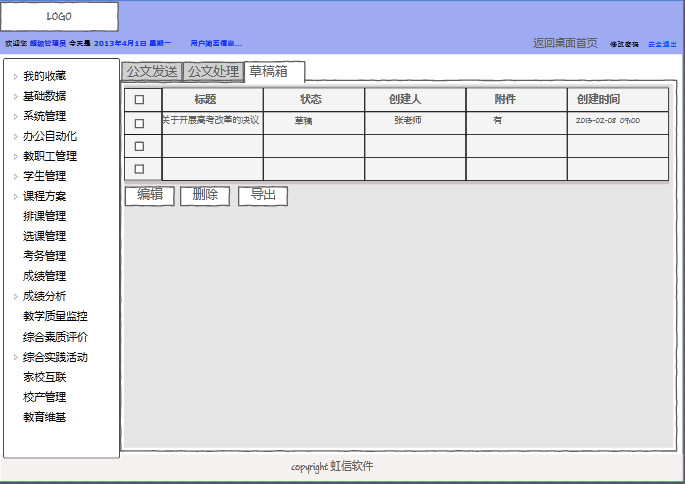 LOGO
欢迎您 超级管理员 今天是 2013年4月1日 星期一 用户消息信息... 返回桌面首页 修改密码 安全退出
公文发送 公文处理 草稿箱
我的收藏
基础数据
系统管理
办公自动化
教职工管理
学生管理
课程方案
排课管理
选课管理
考务管理
成绩管理
成绩分析
教学质量监控
综合素质评价
综合实践活动
家校互联
校产管理
教育维基
标题 状态 创建人 附件 创建时间
关于开展高考改革的决议 草稿 张老师 有 2013-02-08 09:00
编辑 删除 导出
copyright 虹信软件